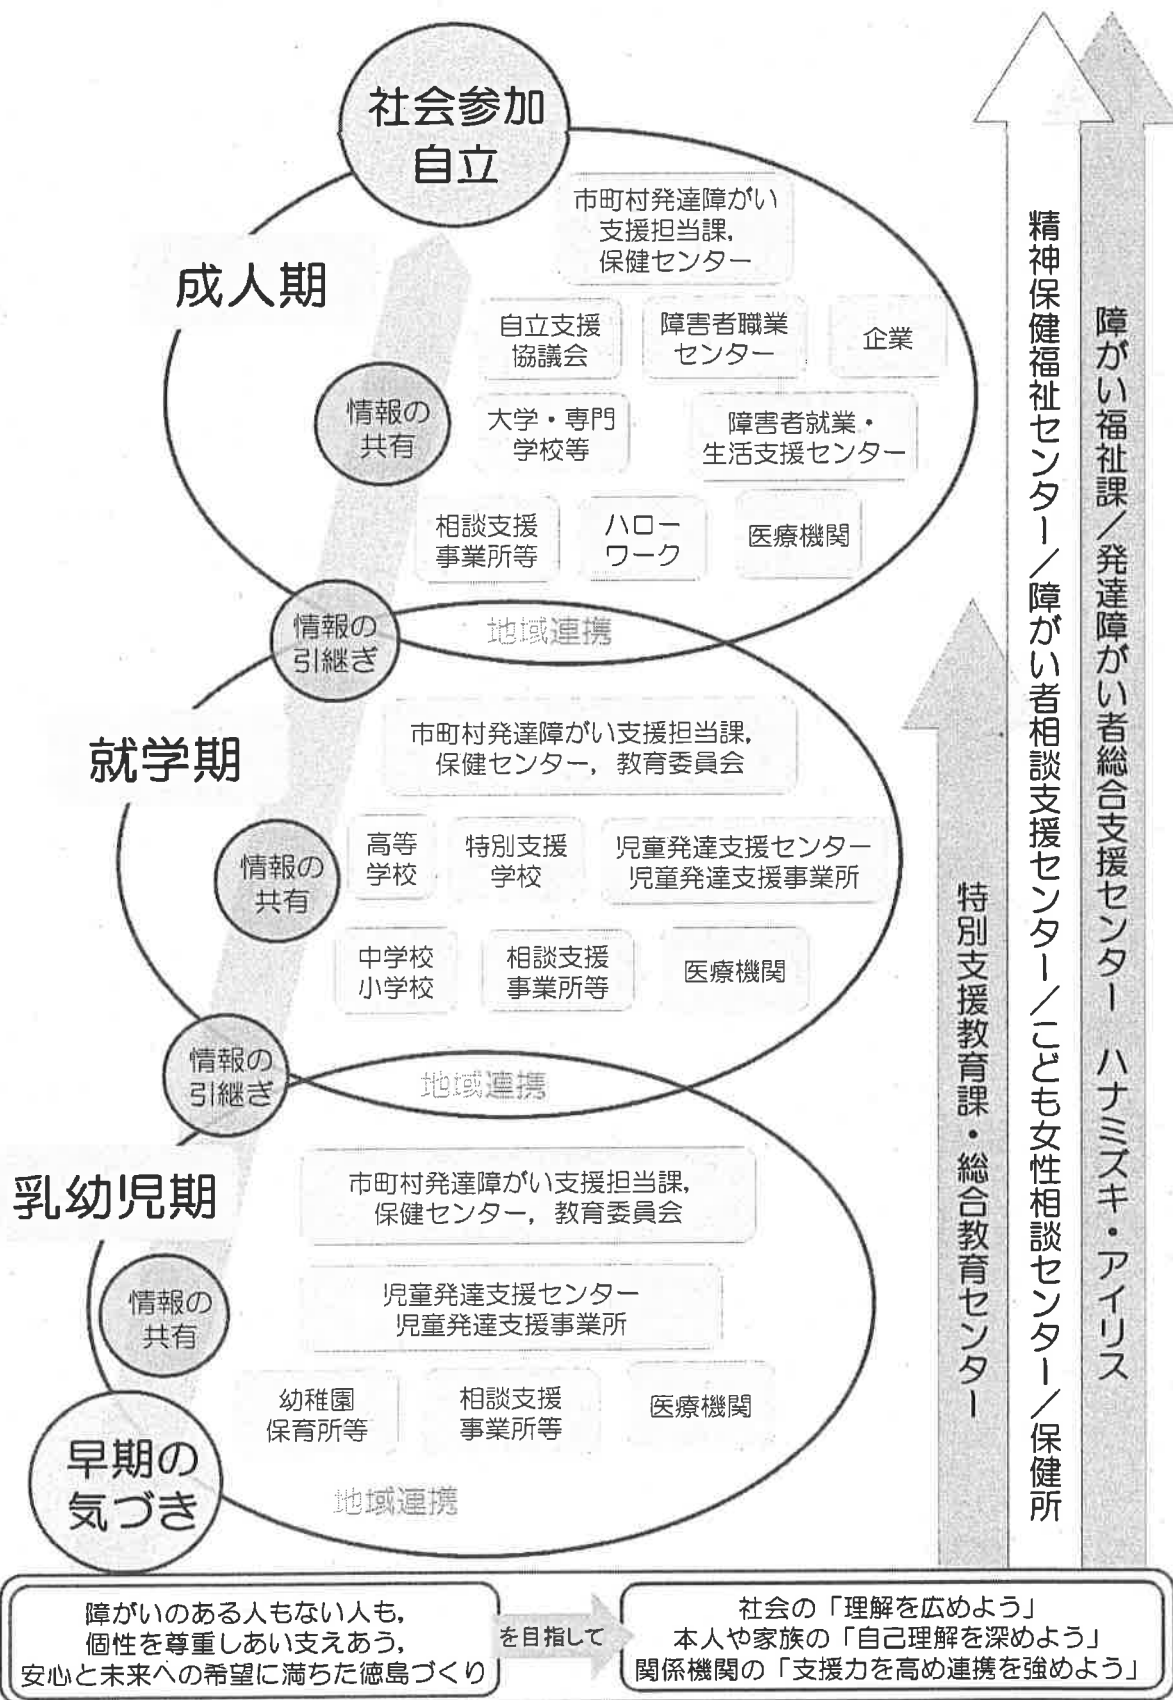 社会参加
自立
成人期
市町村発達障がい
支援担当課,
保健センター
自立支援
協議会
障害者職業
センター
企業
情報の
共有
大学・専門
学校等
障害者就業・
生活支援センター
相談支援
事業所等
ハロー
ワーク
医療機関
情報の
引継ぎ
地域連携
就学期
市町村発達障がい支援担当課,
保健センター, 教育委員会
情報の
共有
高等
学校
特別支援
学校
児童発達支援センター
児童発達支援事業所
中学校
小学校
相談支援
事業所等
医療機関
情報の
引継ぎ
地域連携
乳幼児期
市町村発達障がい支援担当課,
保健センター, 教育委員会
情報の
共有
児童発達支援センター
児童発達支援事業所
幼稚園
保育所等
相談支援
事業所等
医療機関
早期の
気づき
地域連携
特別支援教育課・総合教育センター
精神保健福祉センター/障がい者相談支援センター/こども女性相談センター/保健所
障がい福祉課/発達障がい者総合支援センター ハナミズキ・アイリス
障がいのある人もない人も,
個性を尊重しあい支えあう,
安心と未来への希望に満ちた徳島づくり
を目指して
社会の「理解を広めよう」
本人や家族の「自己理解を深めよう」
関係機関の「支援力を高め連携を強めよう」